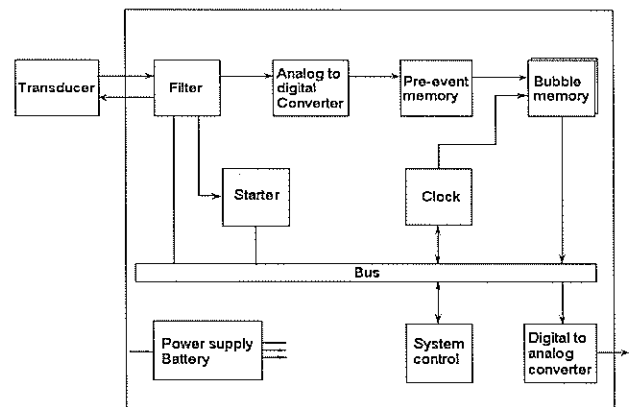 Transducer
Filter
Analog to
digital
Converter
Pre-event
memory
Bubble
memory
Starter
Clock
Bus
Power supply
Battery
System
control
Digital to
analog
converter